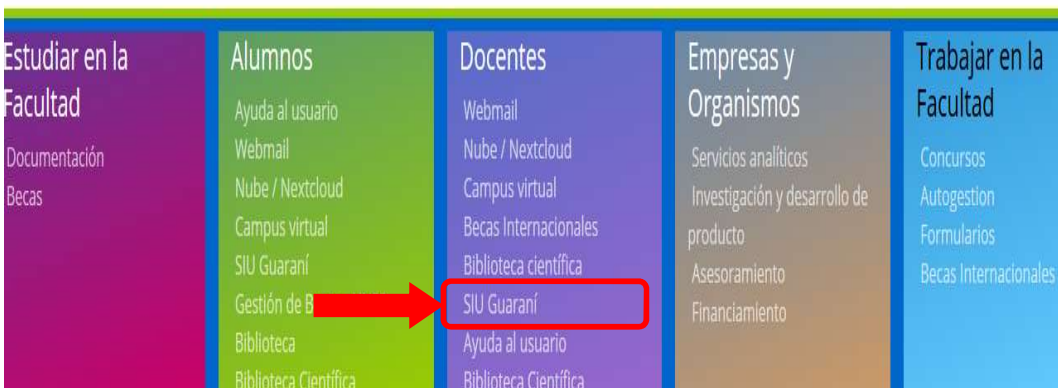 Estudiar en la
Facultad
Documentación
Becas
Alumnos
Ayuda al usuario
Webmail
Nube / Nextcloud
Campus virtual
SIU Guaraní
Gestión de
Biblioteca
Biblioteca Científica
Docentes
Webmail
Nube / Nextcloud
Campus virtual
Becas Internacionales
Biblioteca científica
SIU Guaraní
Ayuda al usuario
Biblioteca Científica
Empresas y
Organismos
Servicios analíticos
Investigación y desarrollo de
producto
Asesoramiento
Financiamiento
Trabajar en la
Facultad
Concursos
Autogestion
Formularios
Becas Internacionales